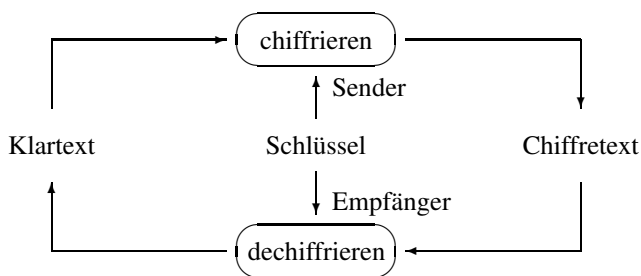 chiffrieren
Sender
Klartext Schlüssel Chiffretext
Empfänger
dechiffrieren